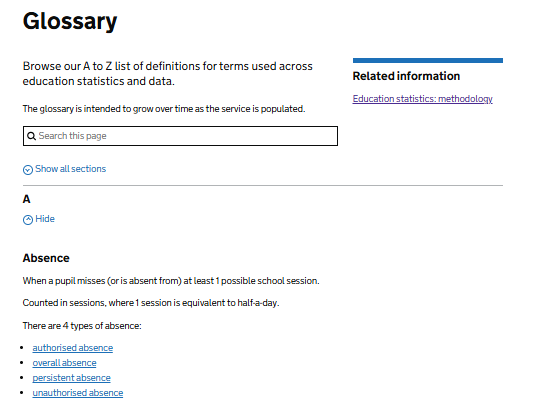 Glossary
Browse our A to Z list of definitions for terms used across
education statistics and data.
The glossary is intended to grow over time as the service is populated.
Search this page
Show all sections
Related information
Education statistics: methodology
A
Hide
Absence
When a pupil misses (or is absent from) at least 1 possible school session.
Counted in sessions, where 1 session is equivalent to half-a-day.
There are 4 types of absence:
authorised absence
overall absence
persistent absence
unauthorised absence